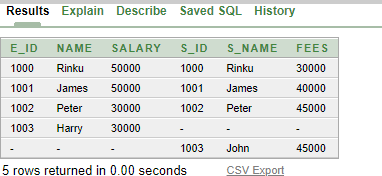 Results Explain Describe Saved SQL History
E_ID NAME SALARY S_ID S_NAME FEES
1000 Rinku 50000 1000 Rinku 30000
1001 James 50000 1001 James 40000
1002 Peter 30000 1002 Peter 45000
1003 Harry 30000 - - -
- - - 1003 John 45000
5 rows returned in 0.00 seconds CSV Export